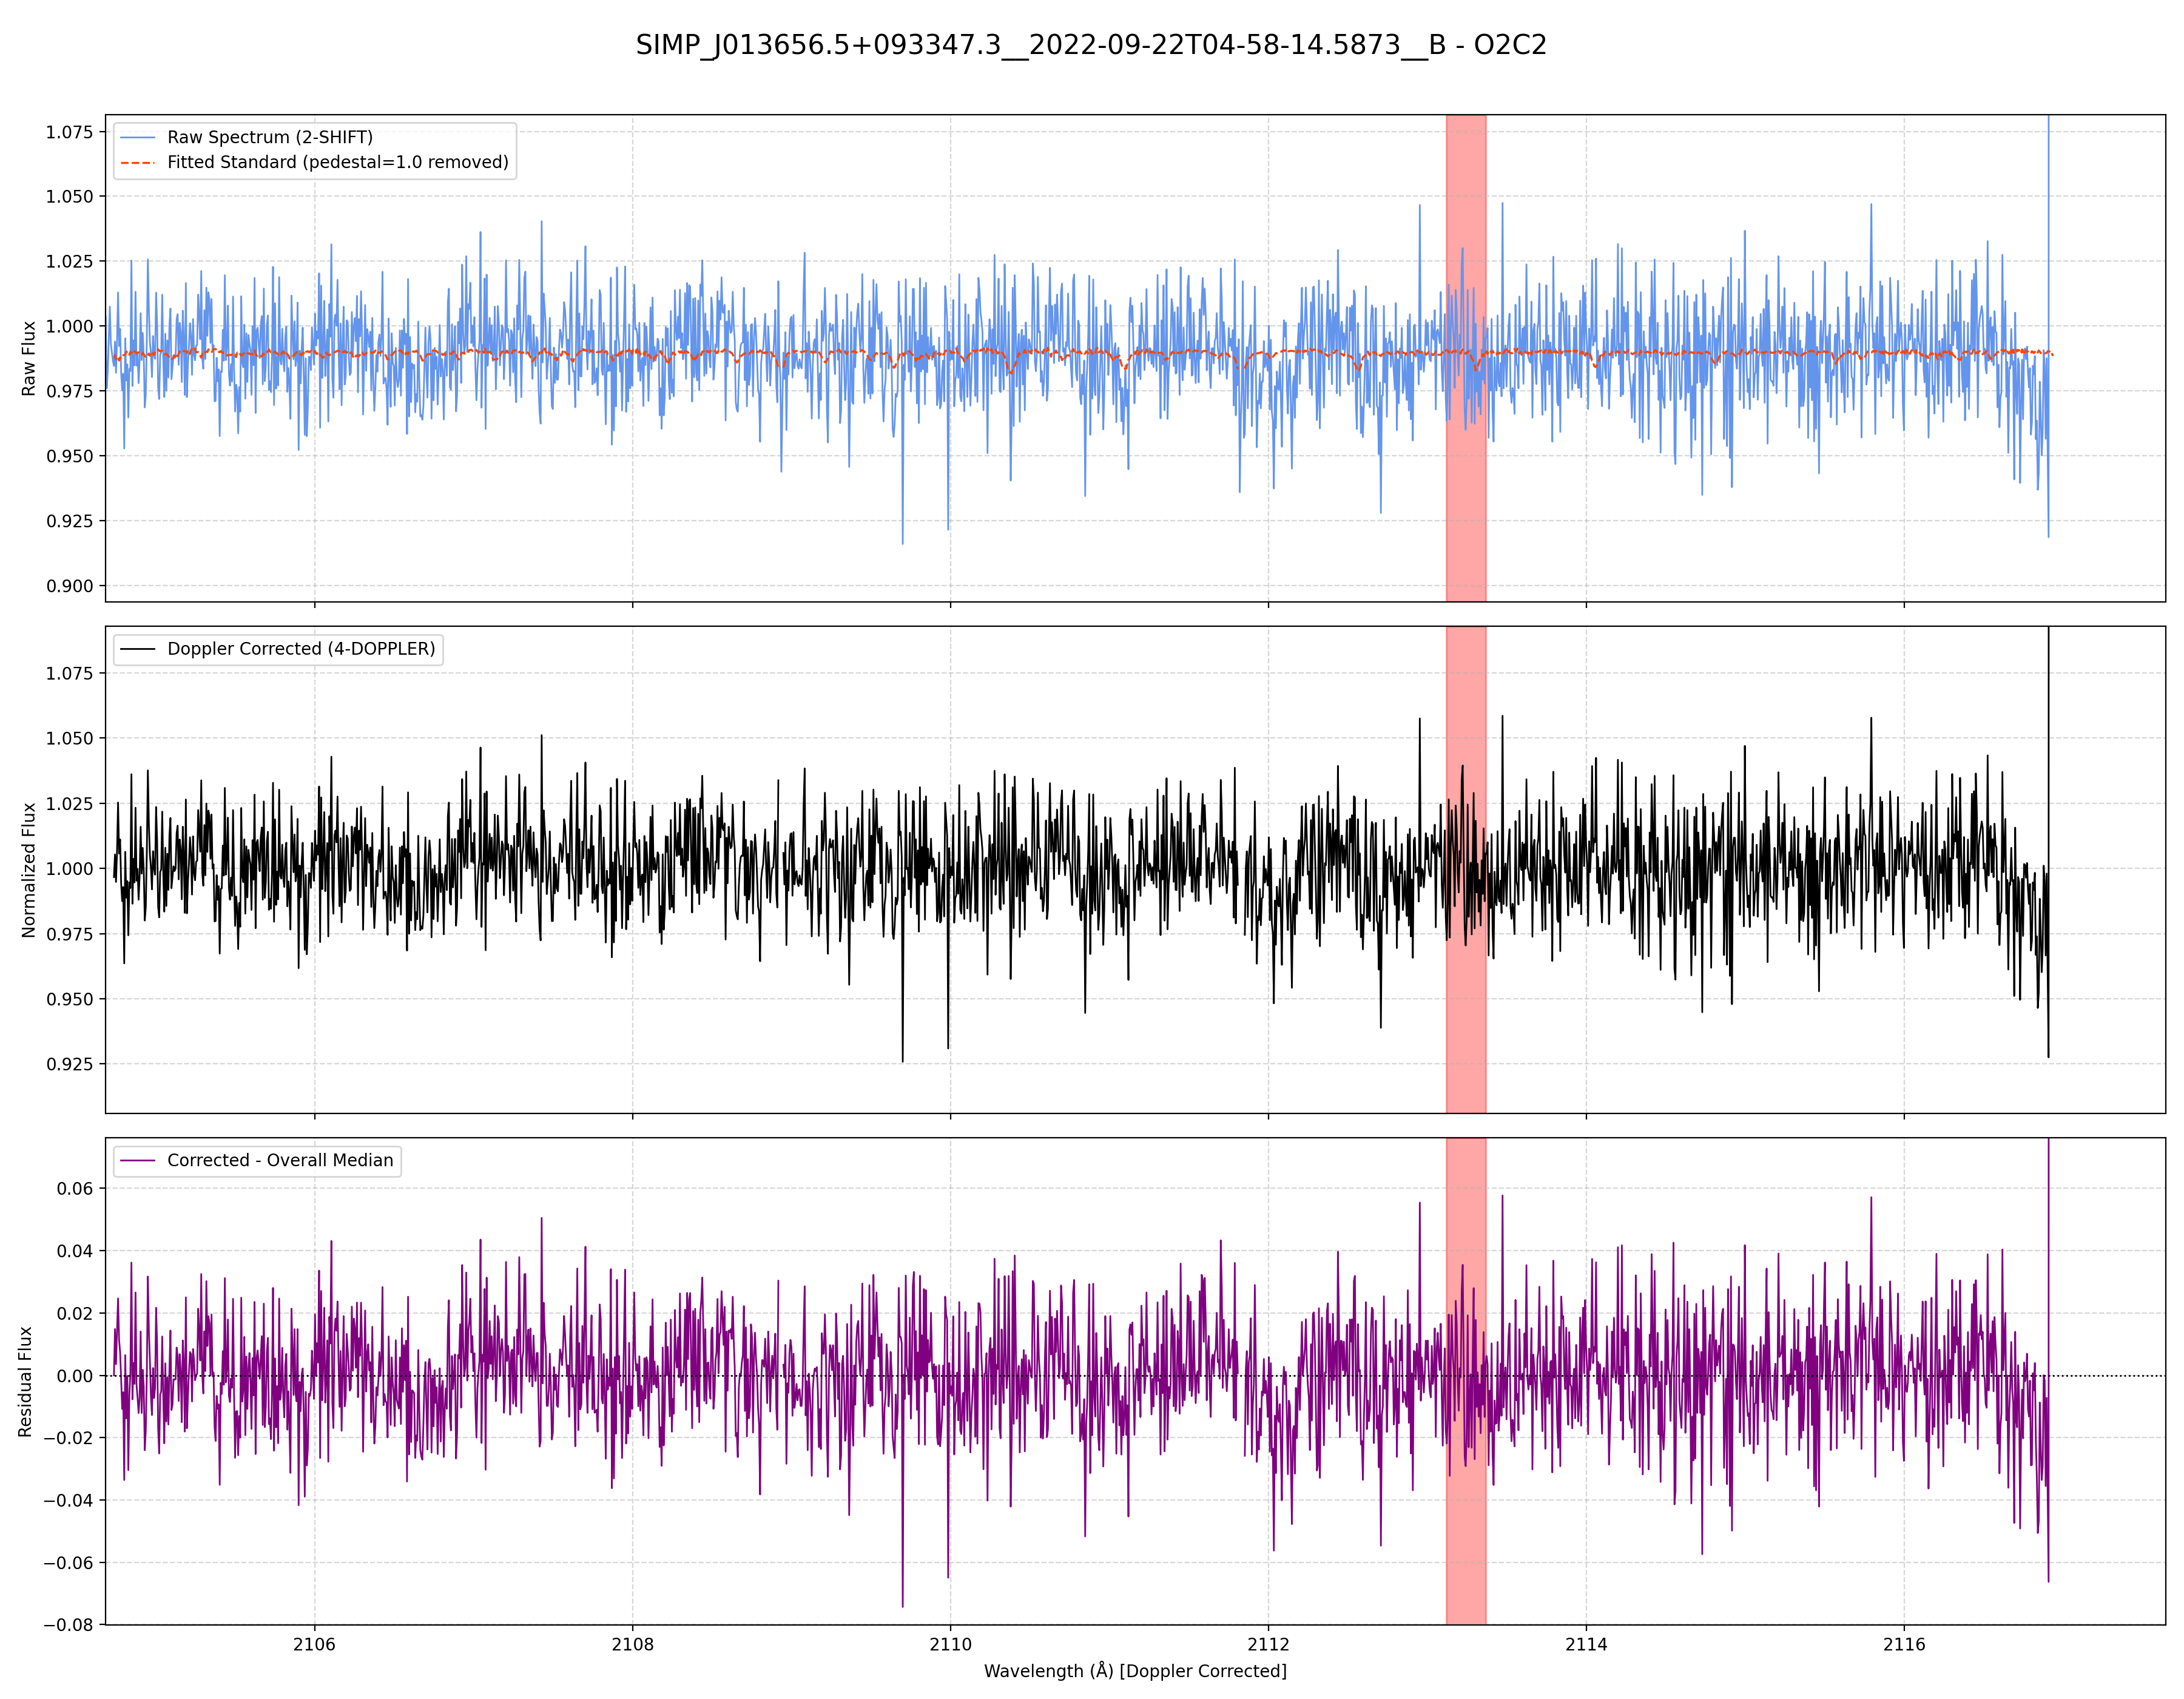 SIMP_J013656.5+093347.3__2022-09-22T04-58-14.5873__B - O2C2
Raw Spectrum (2-SHIFT)
Fitted Standard (pedestal=1.0 removed)
Raw Flux
1.075
1.050
1.025
1.000
0.975
0.950
0.925
0.900
Doppler Corrected (4-DOPPLER)
Normalized Flux
1.075
1.050
1.025
1.000
0.975
0.950
0.925
Corrected - Overall Median
Residual Flux
0.06
0.04
0.02
0.00
−0.02
−0.04
−0.06
−0.08
2106 2108 2110 2112 2114 2116
Wavelength (Å) [Doppler Corrected]